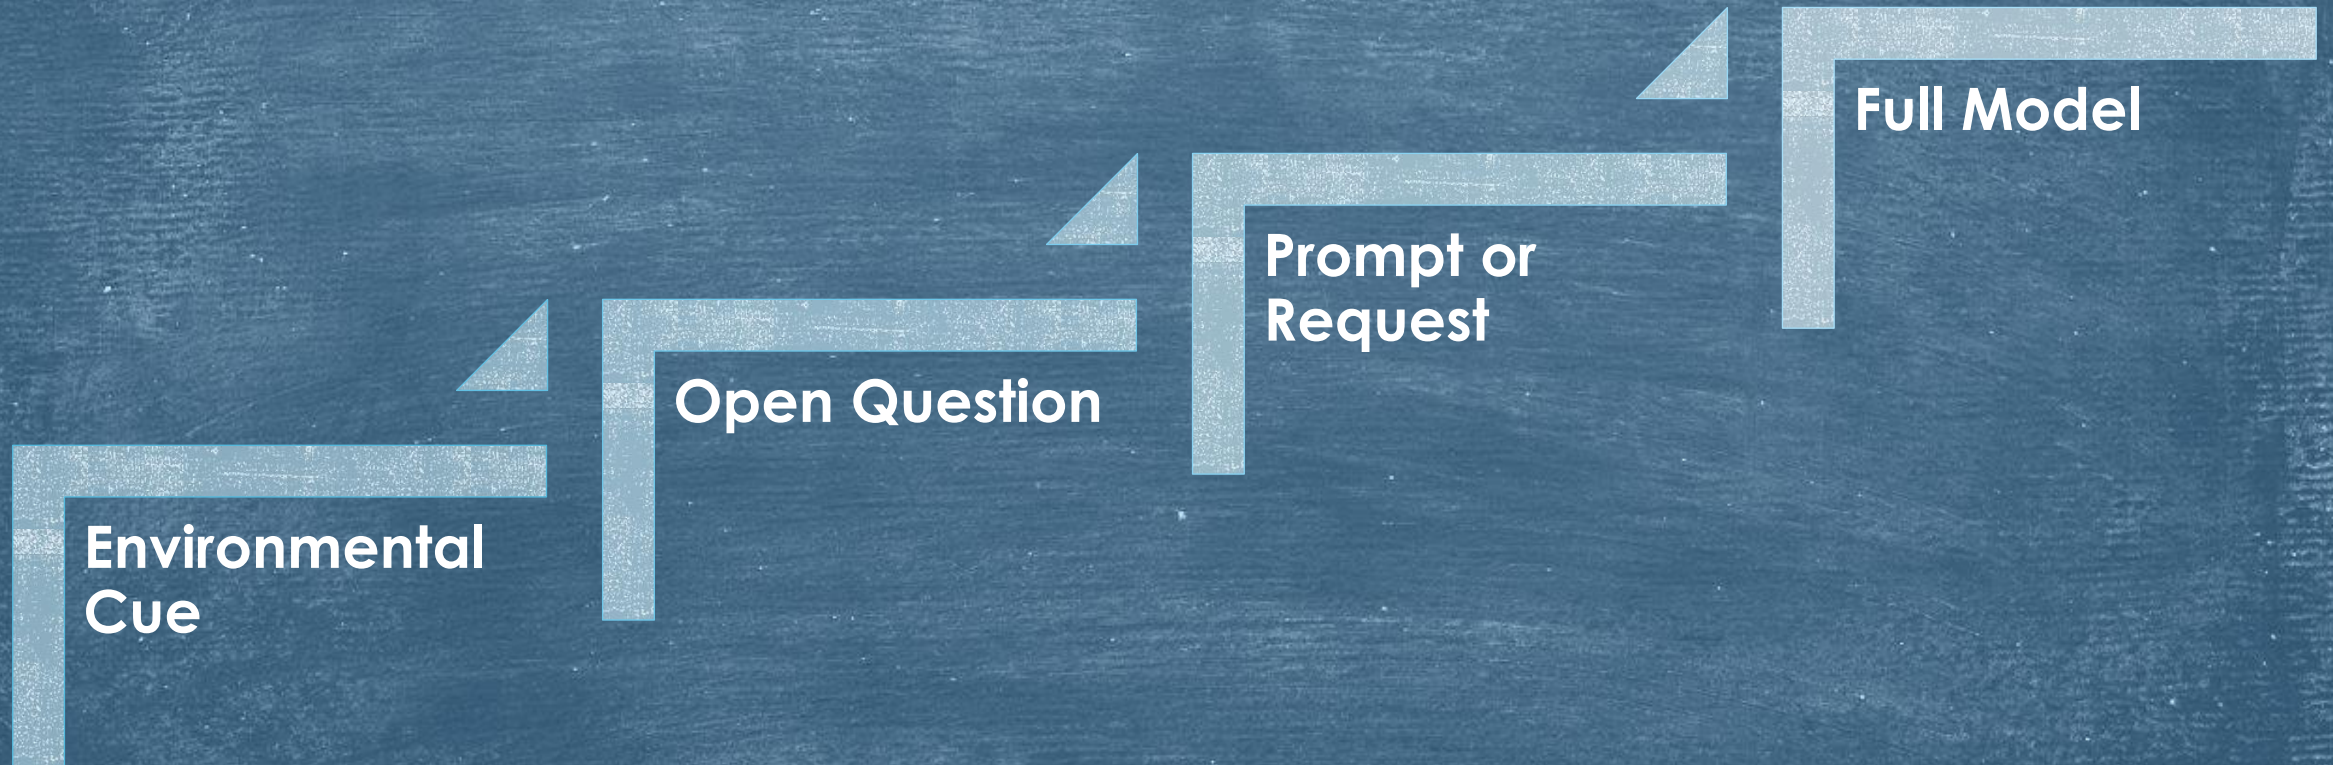 Environmental
Cue
Open Question
Prompt or
Request
Full Model